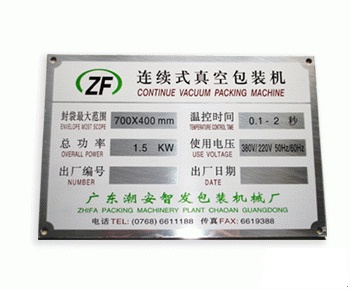 ZF 连续式真空包装机
CONTINUE VACUUM PACKING MACHINE
封袋最大范围 700X400 mm 温控时间 0.1 - 2 秒
ENVELOPE MOST SCOPE TEMPERATURE CONTROL TIME
总功率 1.5 KW 使用电压 380V/ 220V 50Hz/60Hz
OVERALL POWER USE VOLTAGE
出厂编号 出厂日期
NUMBER DATE
广东潮安智发包装机械厂
ZHIFA PACKING MACHINERY PLANT CHAOAN GUANGDONG
电话TEL: (0768) 6611188 传真FAX: 6619388